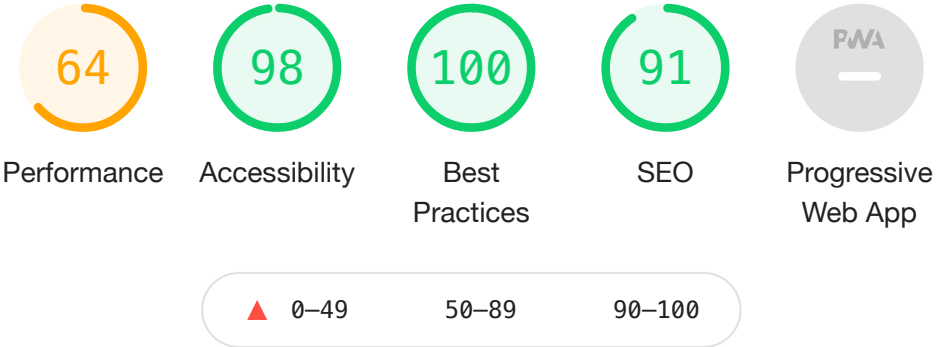 64 98 100 91 PWA
Performance Accessibility Best SEO Progressive
Practices Web App
0–49 50–89 90–100